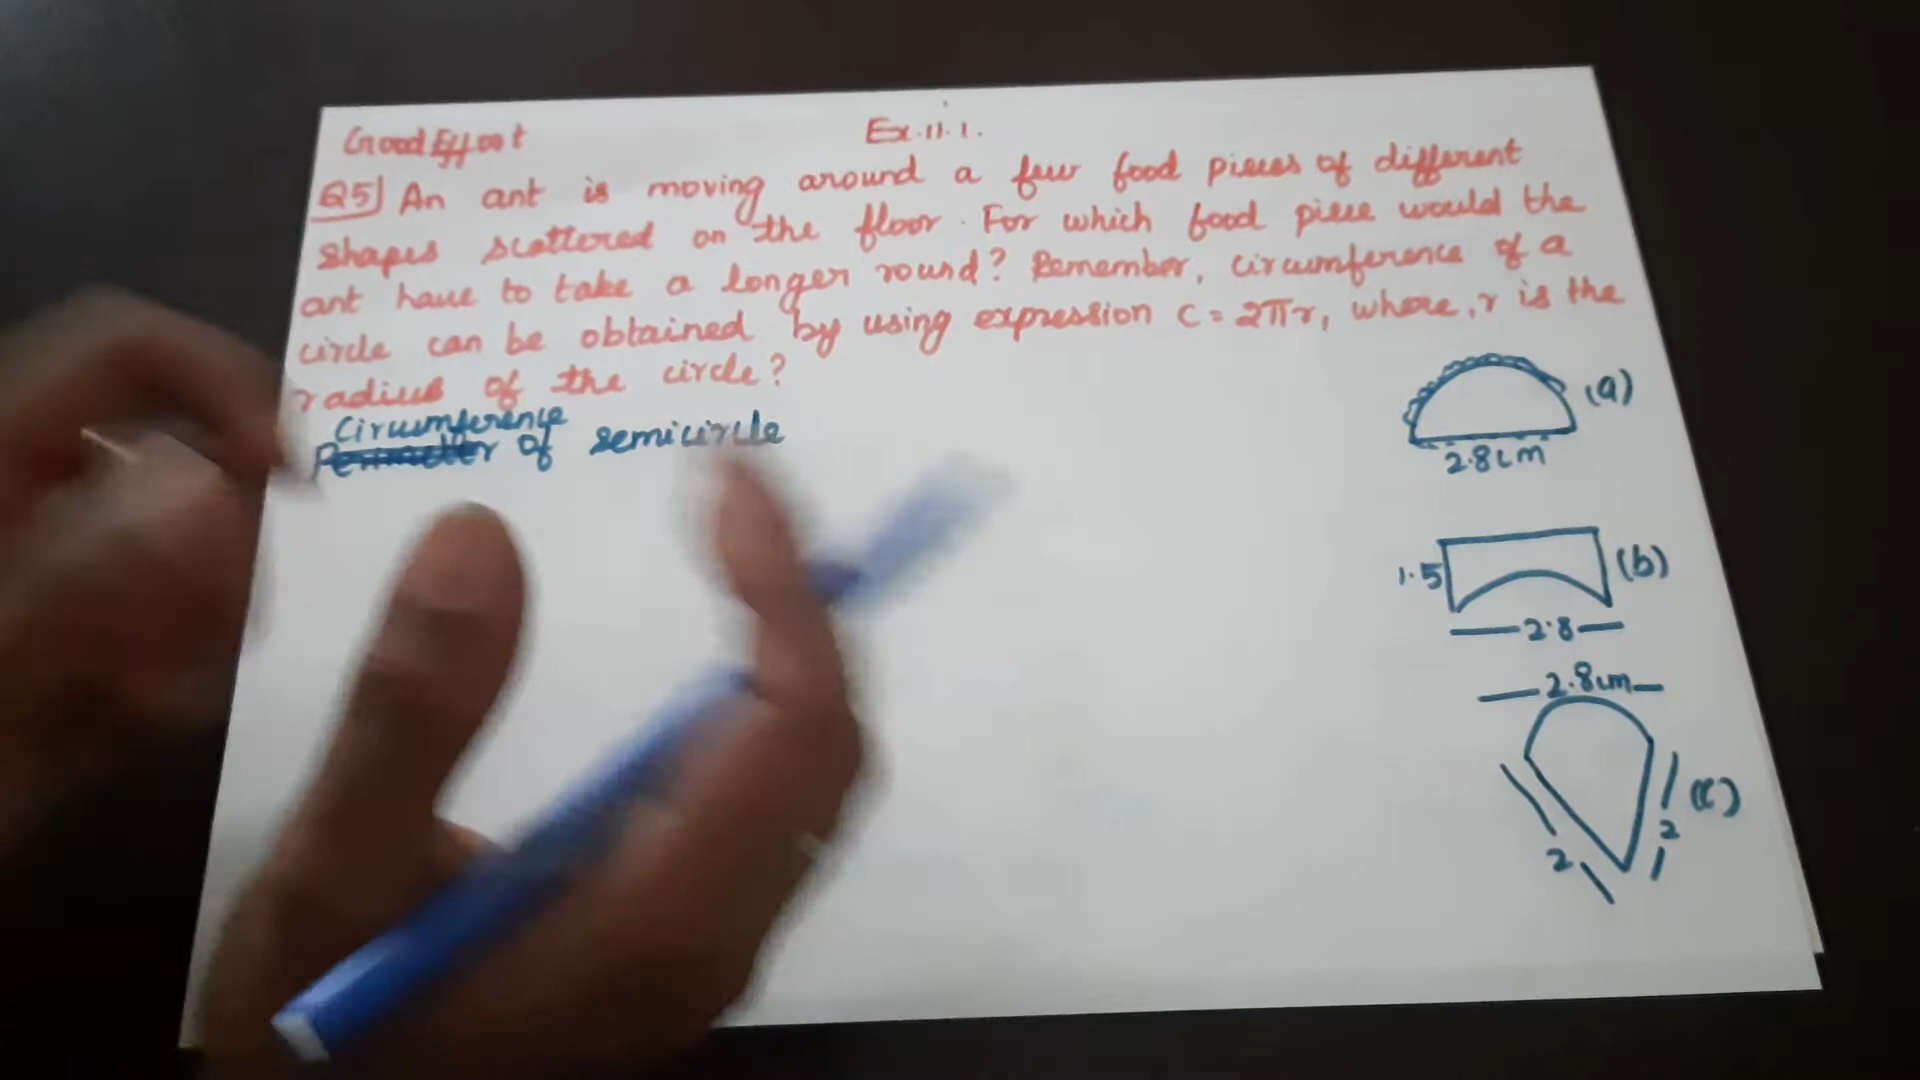 Good Effort
Ex.11.1.
Q5] An ant is moving around a few food pieces of different
shapes scattered on the floor. For which food piece would the
ant have to take a longer round? Remember, circumference of a
circle can be obtained by using expression C = 2πr, where, r is the
radius of the circle?
Circumference
of semicircle
(a)
2.8cm
1.5
(b)
2.8
2.8cm
(c)
2
2